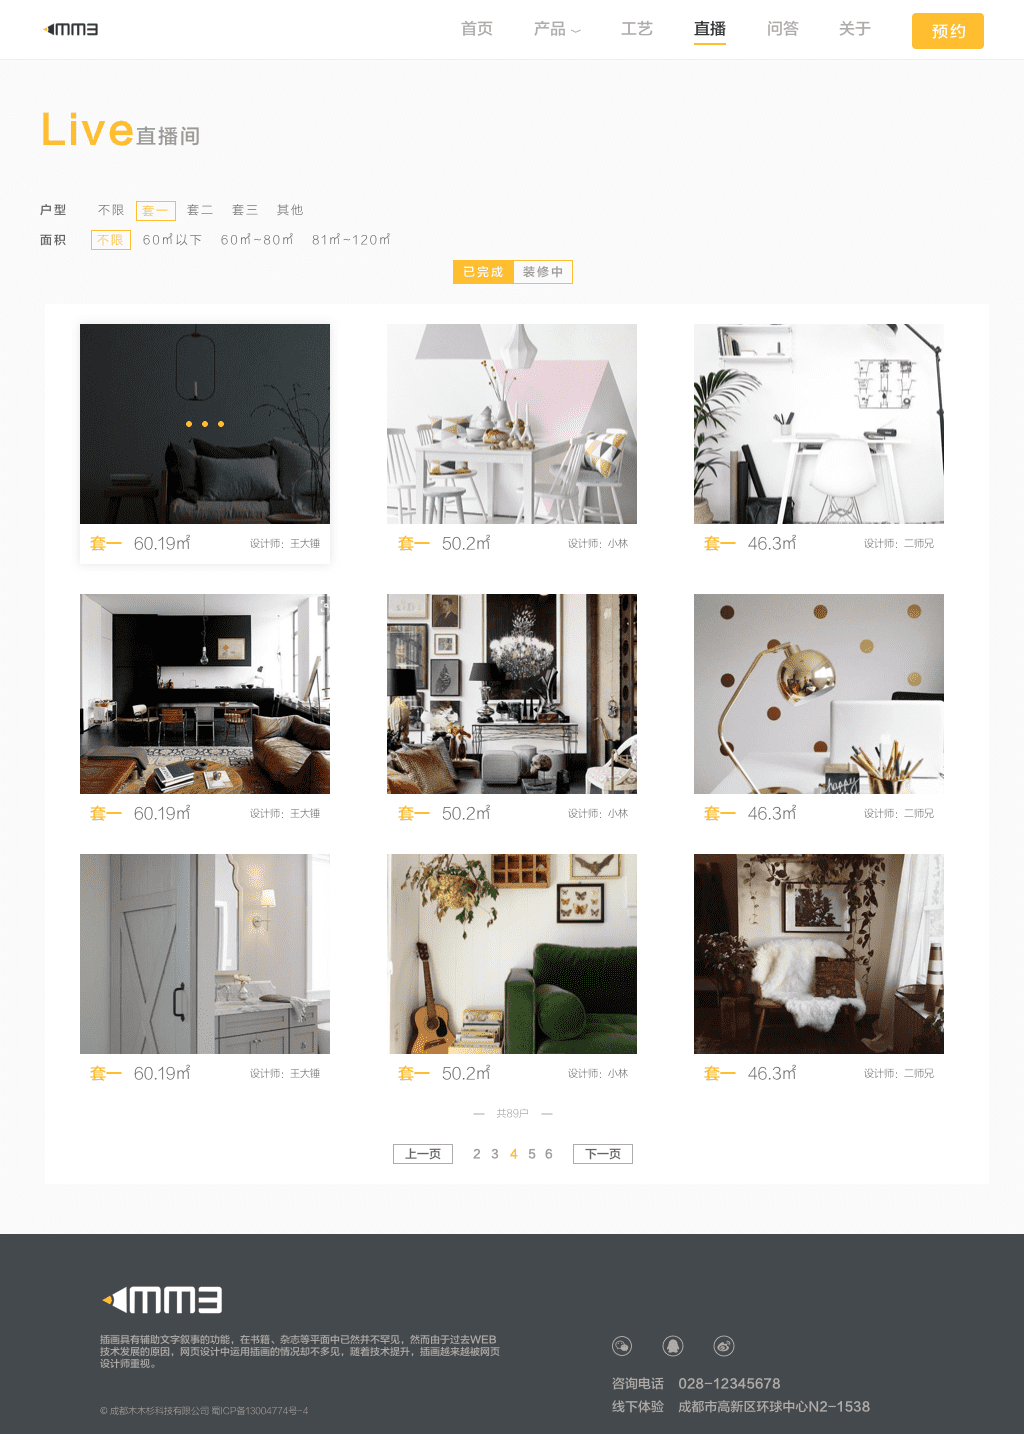 mm3
首页 产品 工艺 直播 问答 关于 预约
Live直播间
户型 不限 套一 套二 套三 其他
面积 不限 60㎡以下 60㎡~80㎡ 81㎡~120㎡
已完成 装修中
套一 60.19㎡ 设计师：王大锤
套一 50.2㎡ 设计师：小林
套一 46.3㎡ 设计师：二师兄
happy
套一 60.19㎡ 设计师：王大锤
套一 50.2㎡ 设计师：小林
套一 46.3㎡ 设计师：二师兄
套一 60.19㎡ 设计师：王大锤
套一 50.2㎡ 设计师：小林
套一 46.3㎡ 设计师：二师兄
— 共89户 —
上一页 2 3 4 5 6 下一页
mm3
插画具有辅助文字叙事的功能，在书籍、杂志等平面中已然并不罕见，然而由于过去WEB
技术发展的原因，网页设计中运用插画的情况却不多见，随着技术提升，插画越来越被网页
设计师重视。
咨询电话 028-12345678
线下体验 成都市高新区环球中心N2-1538
© 成都木木杉科技有限公司 蜀ICP备13004774号-4